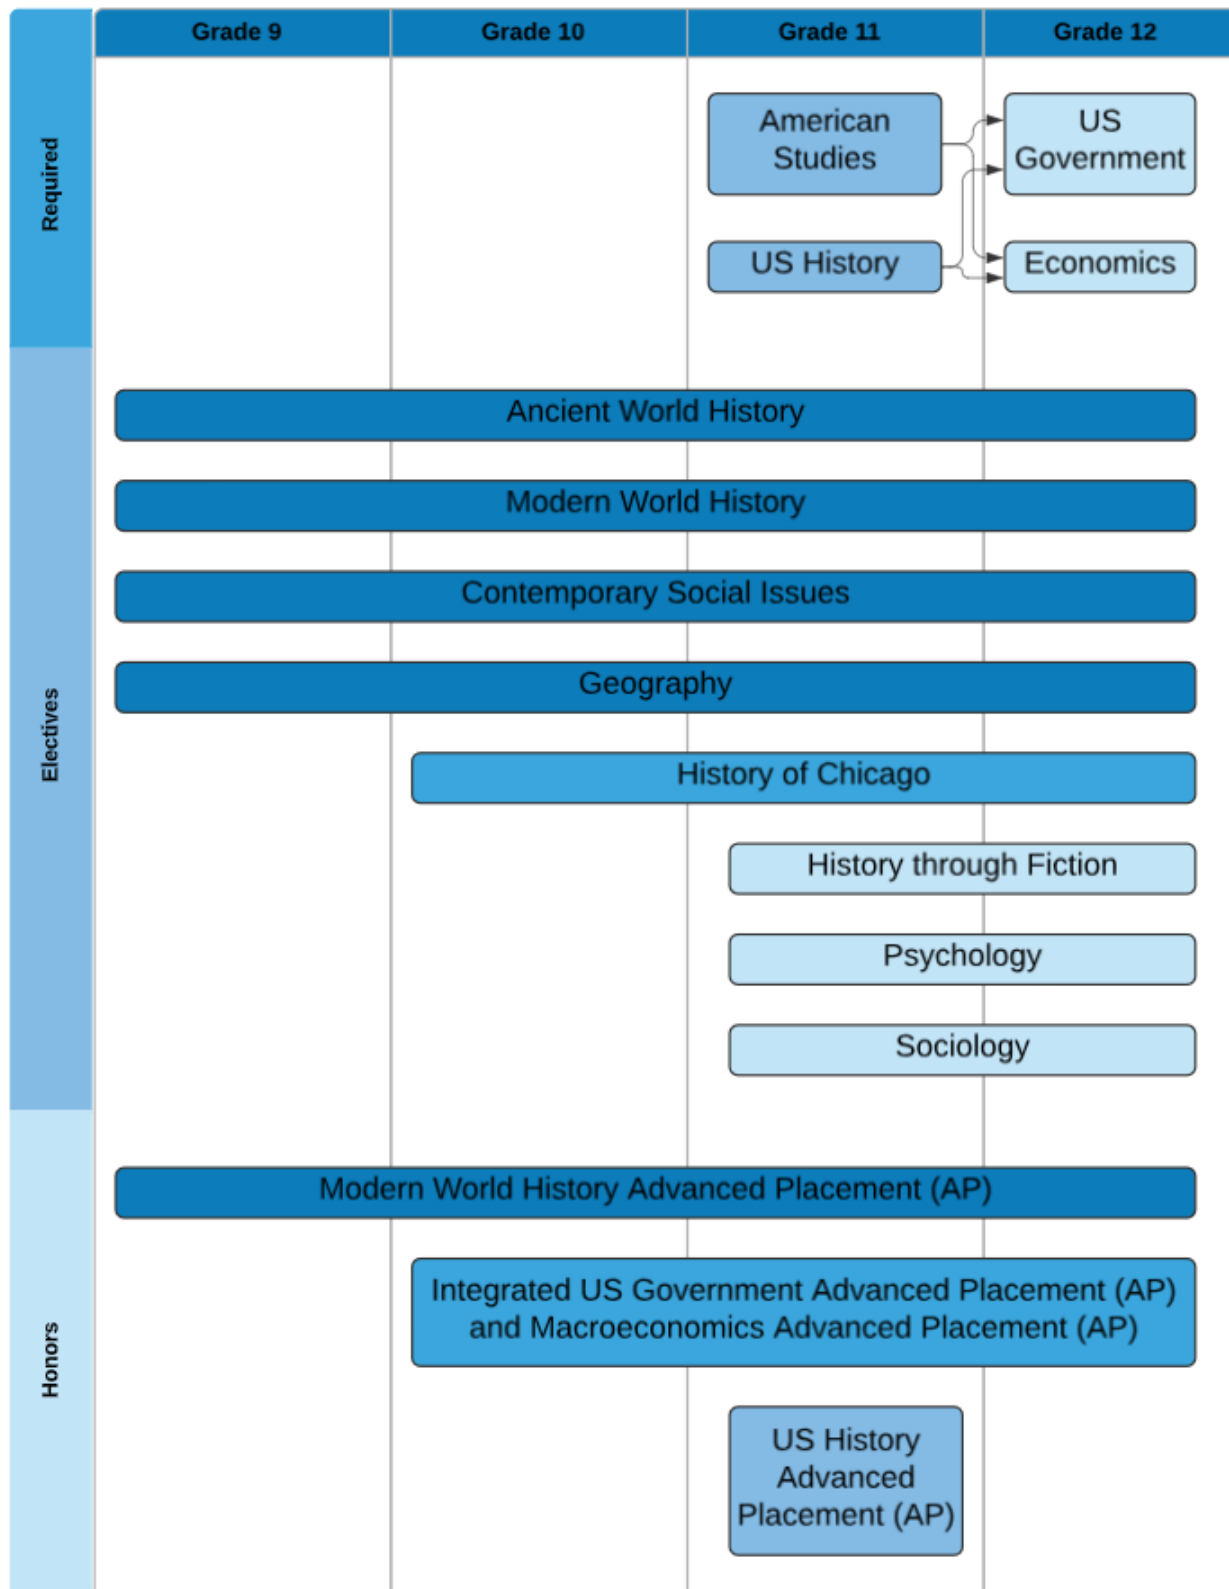 Grade 9
Grade 10
Grade 11
Grade 12
Required
American
Studies
US
Government
US History
Economics
Electives
Ancient World History
Modern World History
Contemporary Social Issues
Geography
History of Chicago
History through Fiction
Psychology
Sociology
Honors
Modern World History Advanced Placement (AP)
Integrated US Government Advanced Placement (AP)
and Macroeconomics Advanced Placement (AP)
US History
Advanced
Placement (AP)